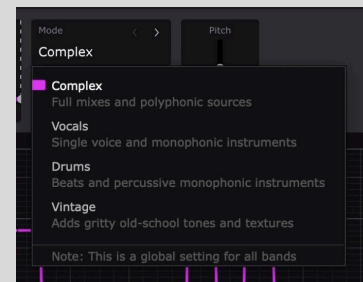 Mode
Pitch
Complex
Complex
Full mixes and polyphonic sources
Vocals
Single voice and monophonic instruments
Drums
Beats and percussive monophonic instruments
Vintage
Adds gritty old-school tones and textures
Note: This is a global setting for all bands